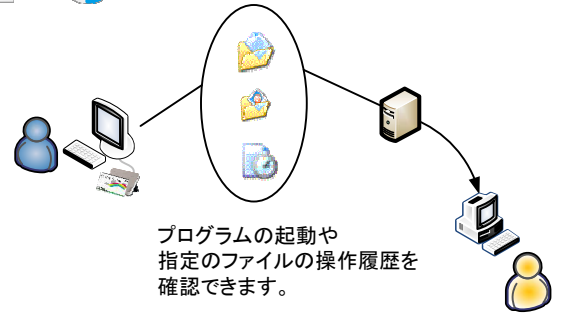 プログラムの起動や
指定のファイルの操作履歴を
確認できます。